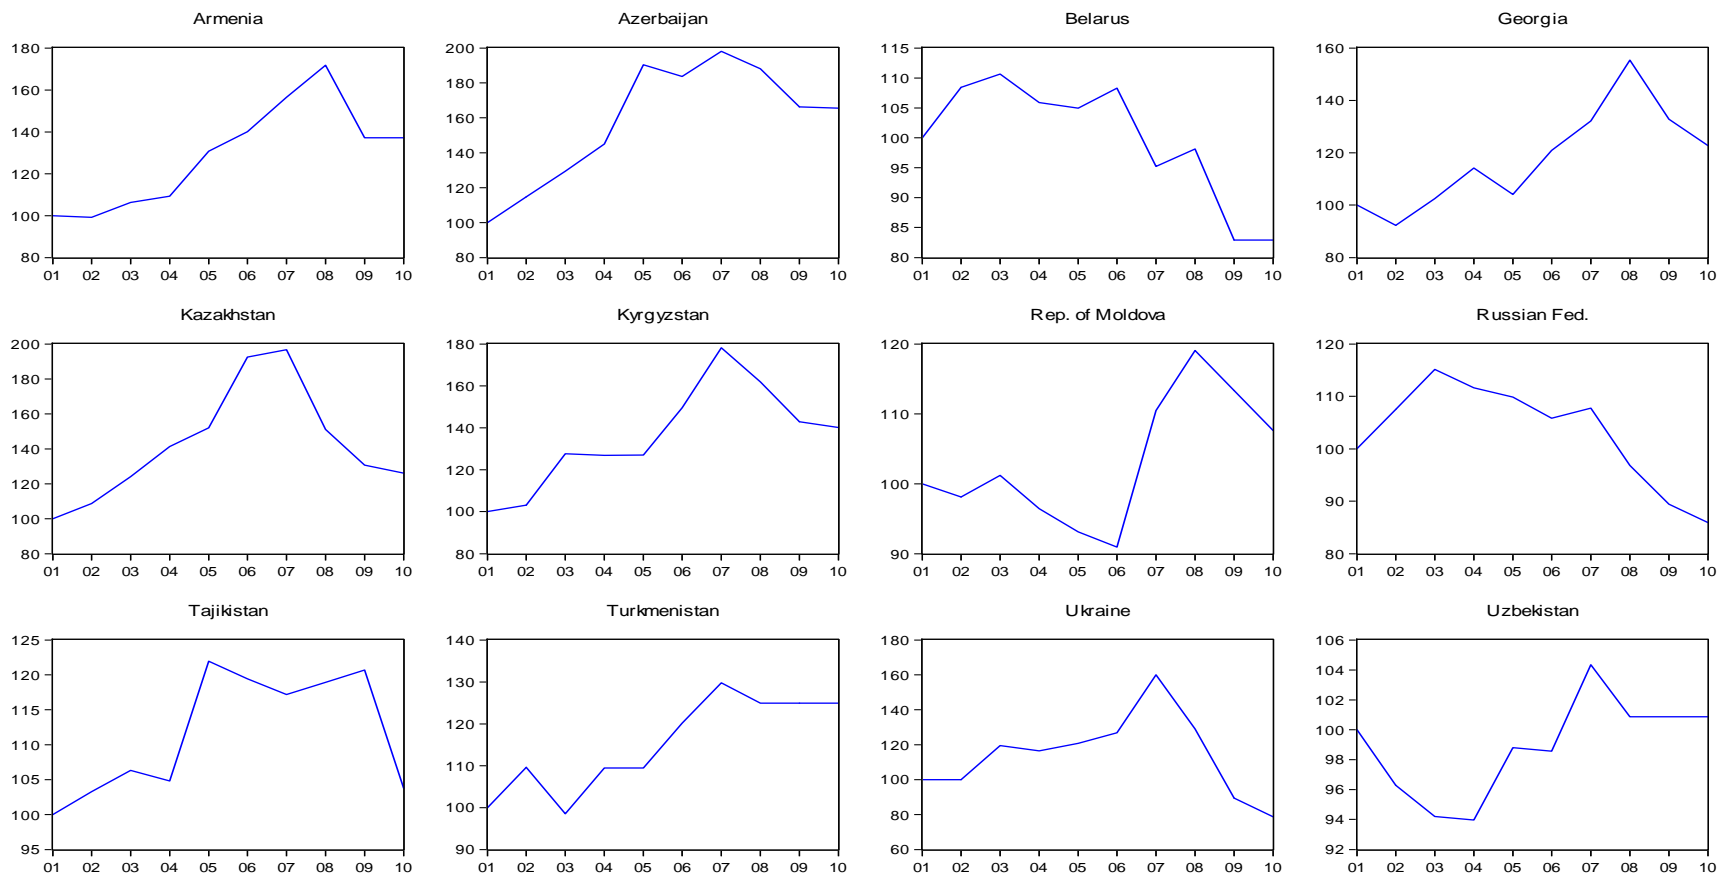 Armenia Azerbaijan Belarus Georgia
180 200 115 160
160 180 110 140
140 160 105 120
120 140 100 100
100 120 95 80
80 100 90
80 85
80
01 02 03 04 05 06 07 08 09 10 01 02 03 04 05 06 07 08 09 10 01 02 03 04 05 06 07 08 09 10 01 02 03 04 05 06 07 08 09 10
Kazakhstan Kyrgyzstan Rep. of Moldova Russian Fed.
200 180 120 120
180 160 110 110
160 140 100 100
140 120 90 90
120 100 80
100 80
80
01 02 03 04 05 06 07 08 09 10 01 02 03 04 05 06 07 08 09 10 01 02 03 04 05 06 07 08 09 10 01 02 03 04 05 06 07 08 09 10
Tajikistan Turkmenistan Ukraine Uzbekistan
125 140 180 106
120 130 160 104
115 120 140 102
110 110 120 100
105 100 100 98
100 90 80 96
95 60 94
92
01 02 03 04 05 06 07 08 09 10 01 02 03 04 05 06 07 08 09 10 01 02 03 04 05 06 07 08 09 10 01 02 03 04 05 06 07 08 09 10